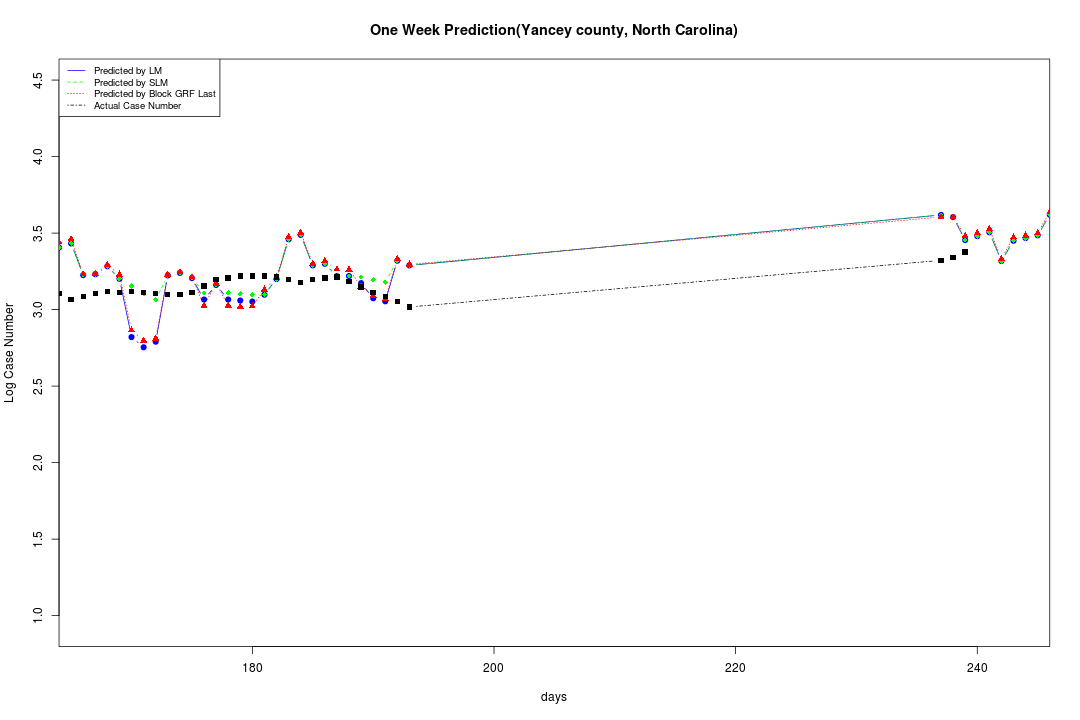 One Week Prediction(Yancey county, North Carolina)
Predicted by LM
Predicted by SLM
Predicted by Block GRF Last
Actual Case Number
4.5
4.0
3.5
3.0
2.5
2.0
1.5
1.0
Log Case Number
180 200 220 240
days